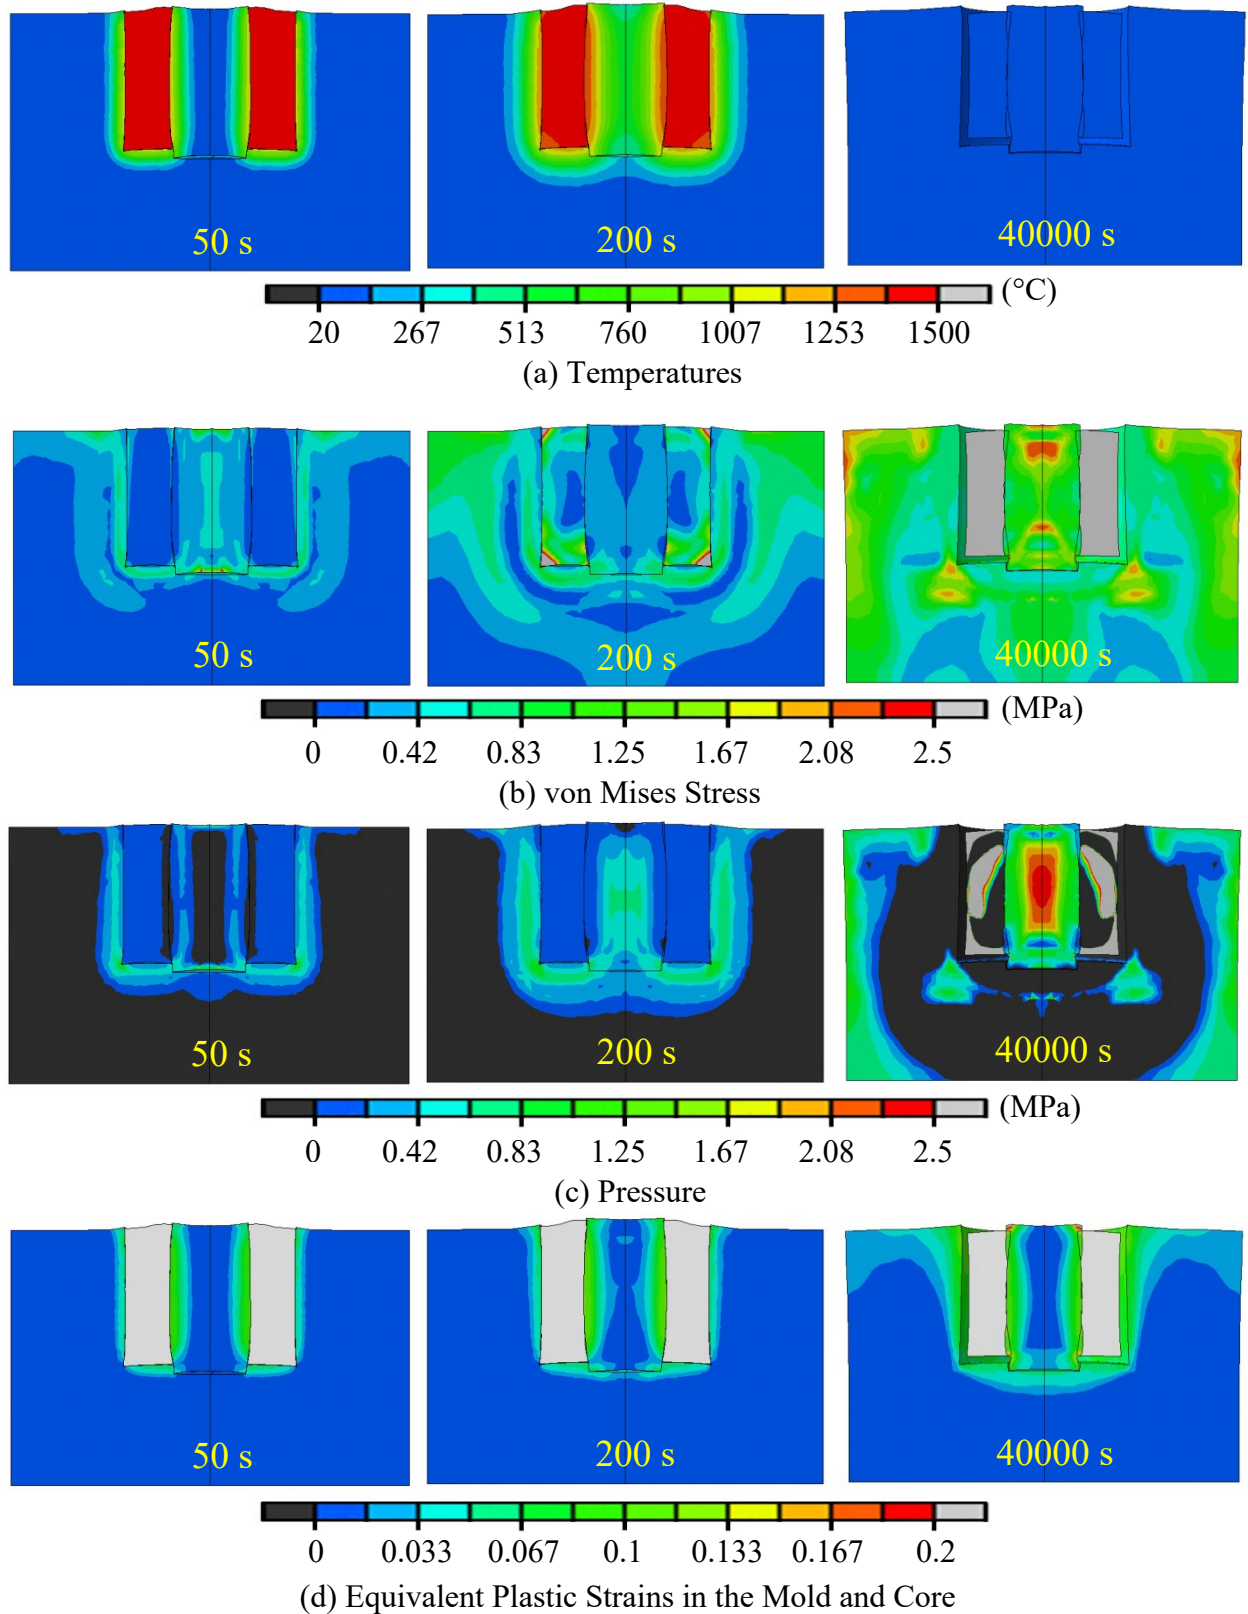 50 s 200 s 40000 s
(°C)
20 267 513 760 1007 1253 1500
(a) Temperatures
50 s 200 s 40000 s
(MPa)
0 0.42 0.83 1.25 1.67 2.08 2.5
(b) von Mises Stress
50 s 200 s 40000 s
(MPa)
0 0.42 0.83 1.25 1.67 2.08 2.5
(c) Pressure
50 s 200 s 40000 s
0 0.033 0.067 0.1 0.133 0.167 0.2
(d) Equivalent Plastic Strains in the Mold and Core